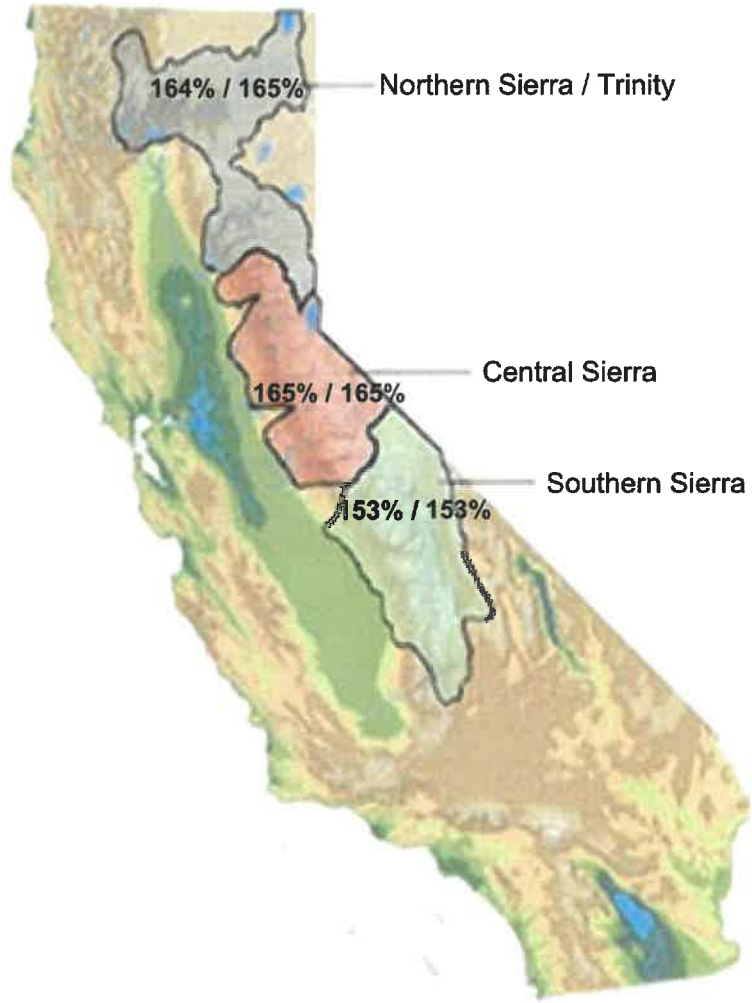 164% / 165%
Northern Sierra / Trinity
Central Sierra
165% / 165%
Southern Sierra
153% / 153%